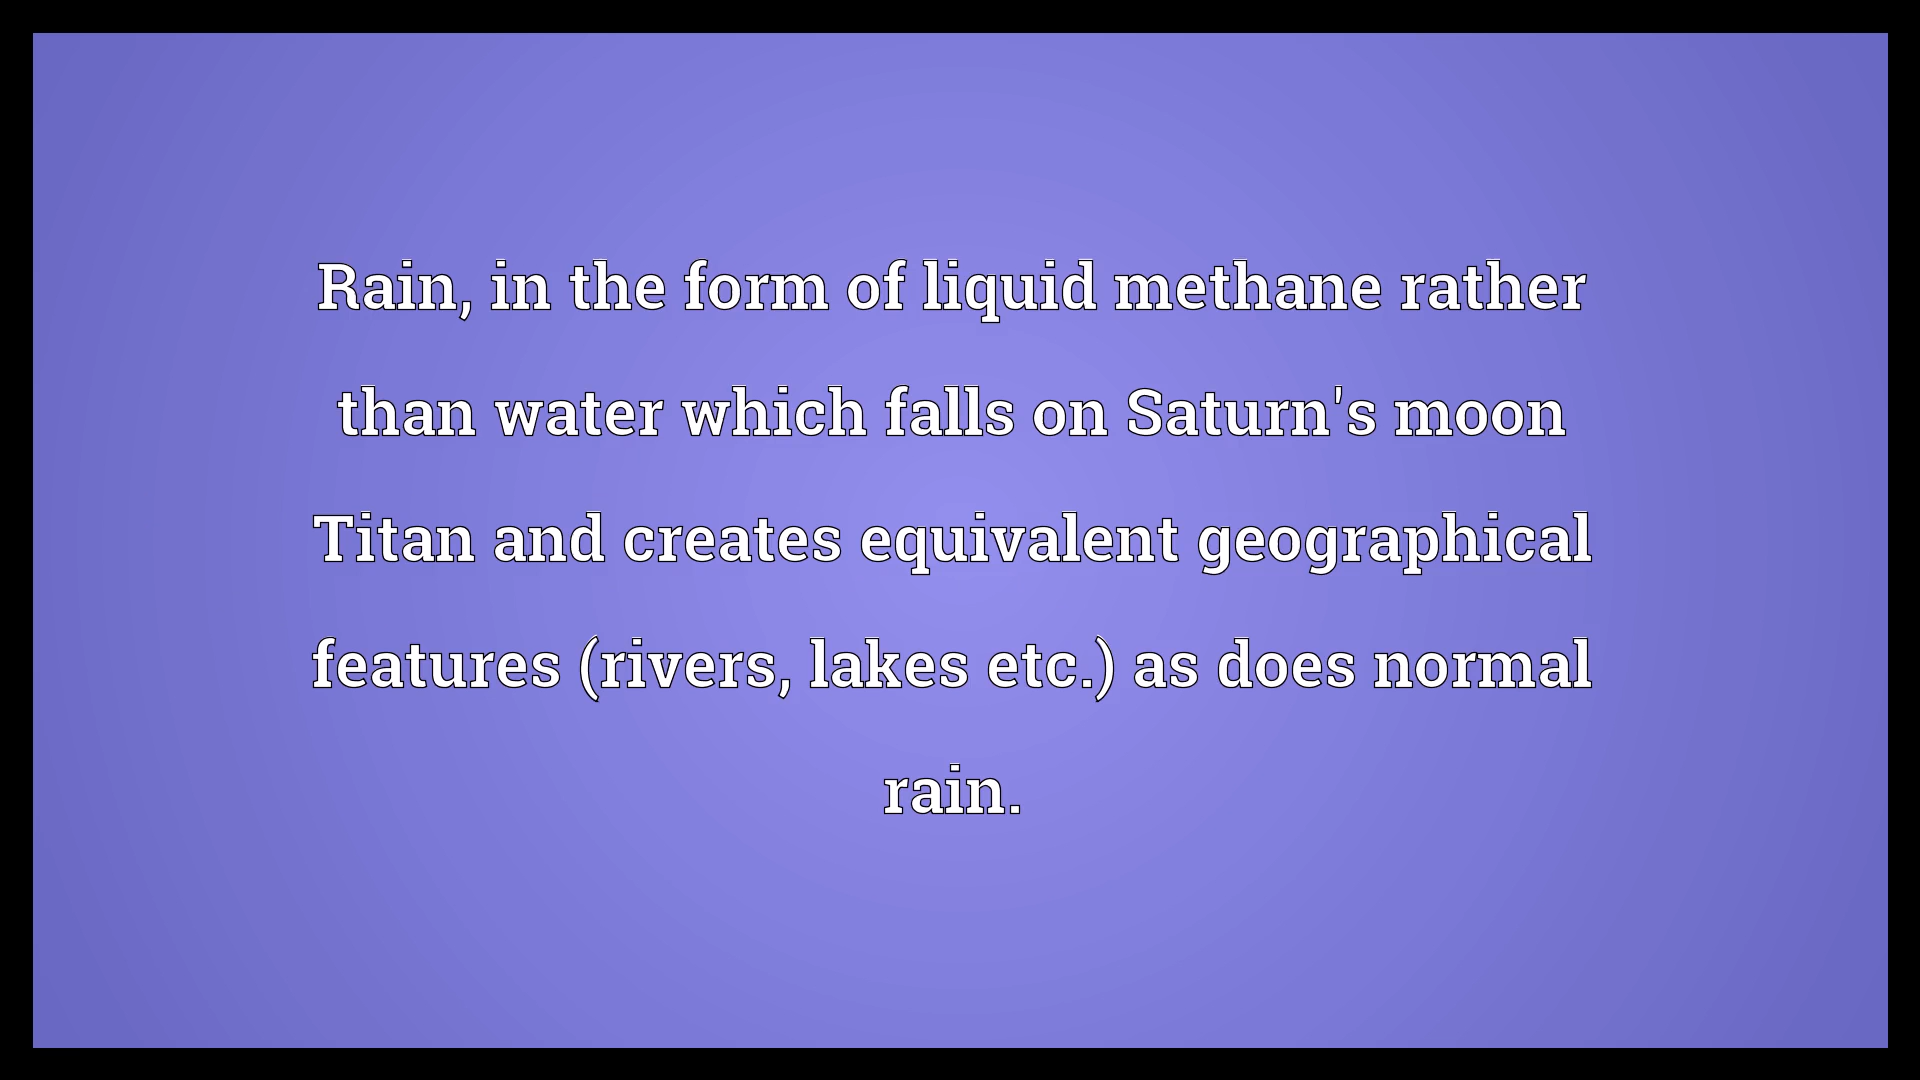 Rain, in the form of liquid methane rather
than water which falls on Saturn's moon
Titan and creates equivalent geographical
features (rivers, lakes etc.) as does normal
rain.